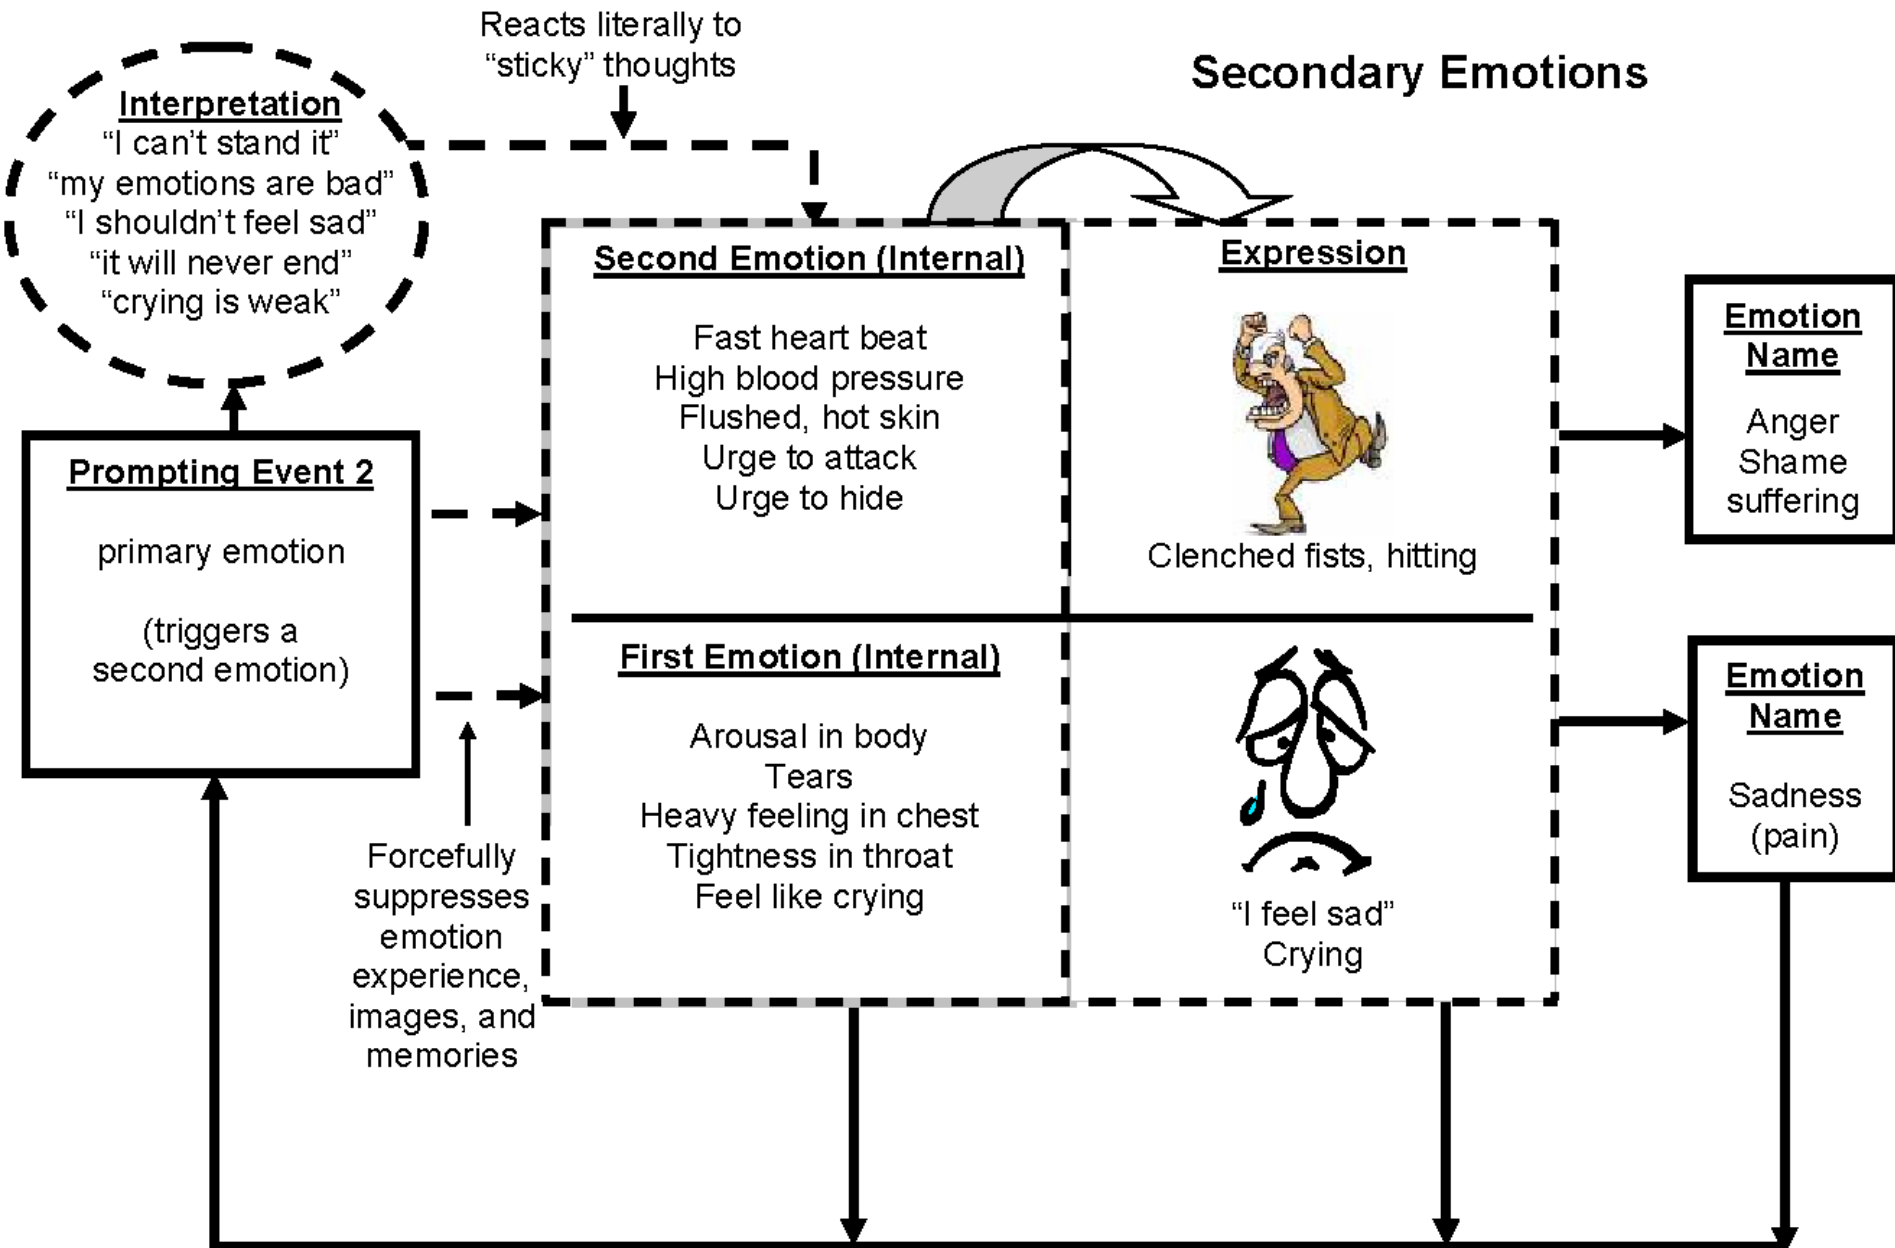 Reacts literally to
“sticky” thoughts
Secondary Emotions
Interpretation
“I can’t stand it”
“my emotions are bad”
“I shouldn’t feel sad”
“it will never end”
“crying is weak”
Prompting Event 2
primary emotion
(triggers a
second emotion)
Forcefully
suppresses
emotion
experience,
images, and
memories
Second Emotion (Internal)
Fast heart beat
High blood pressure
Flushed, hot skin
Urge to attack
Urge to hide
Expression
Clenched fists, hitting
First Emotion (Internal)
Arousal in body
Tears
Heavy feeling in chest
Tightness in throat
Feel like crying
“I feel sad”
Crying
Emotion
Name
Anger
Shame
suffering
Emotion
Name
Sadness
(pain)